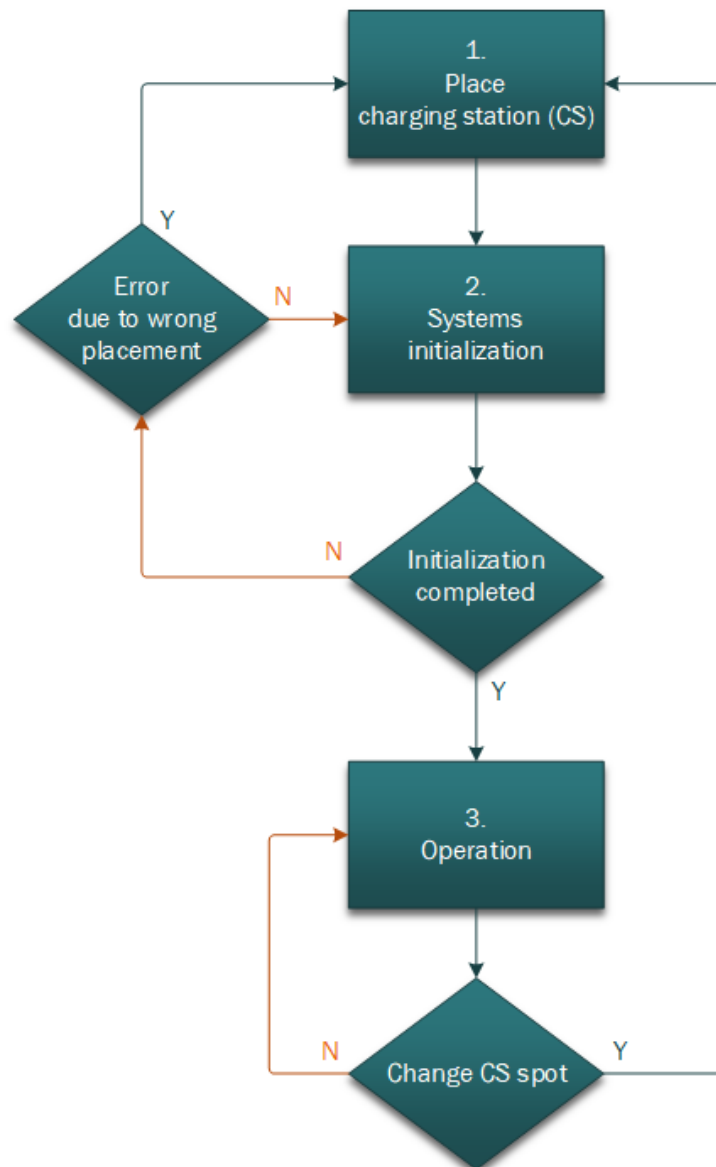 1.
Place
charging station (CS)
Y
Error
due to wrong
placement
N
2.
Systems
initialization
N
Initialization
completed
Y
3.
Operation
N
Change CS spot
Y